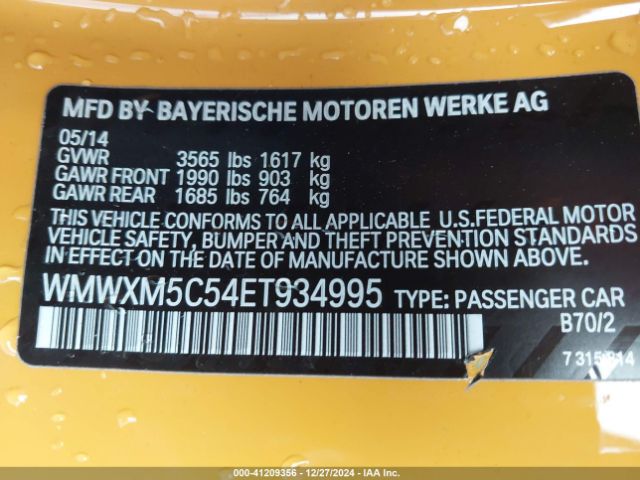 MFD BY BAYERISCHE MOTOREN WERKE AG
05/14
GVWR 3565 lbs 1617 kg
GAWR FRONT 1990 lbs 903 kg
GAWR REAR 1685 lbs 764 kg
THIS VEHICLE CONFORMS TO ALL APPLICABLE U.S.FEDERAL MOTOR
VEHICLE SAFETY, BUMPER AND THEFT PREVENTION STANDARDS
IN EFFECT ON THE DATE OF MANUFACTURE SHOWN ABOVE.
WMWXM5C54ET934995 TYPE: PASSENGER CAR
B70/2
7 315
000-41209356 - 12/27/2024 - IAA Inc.